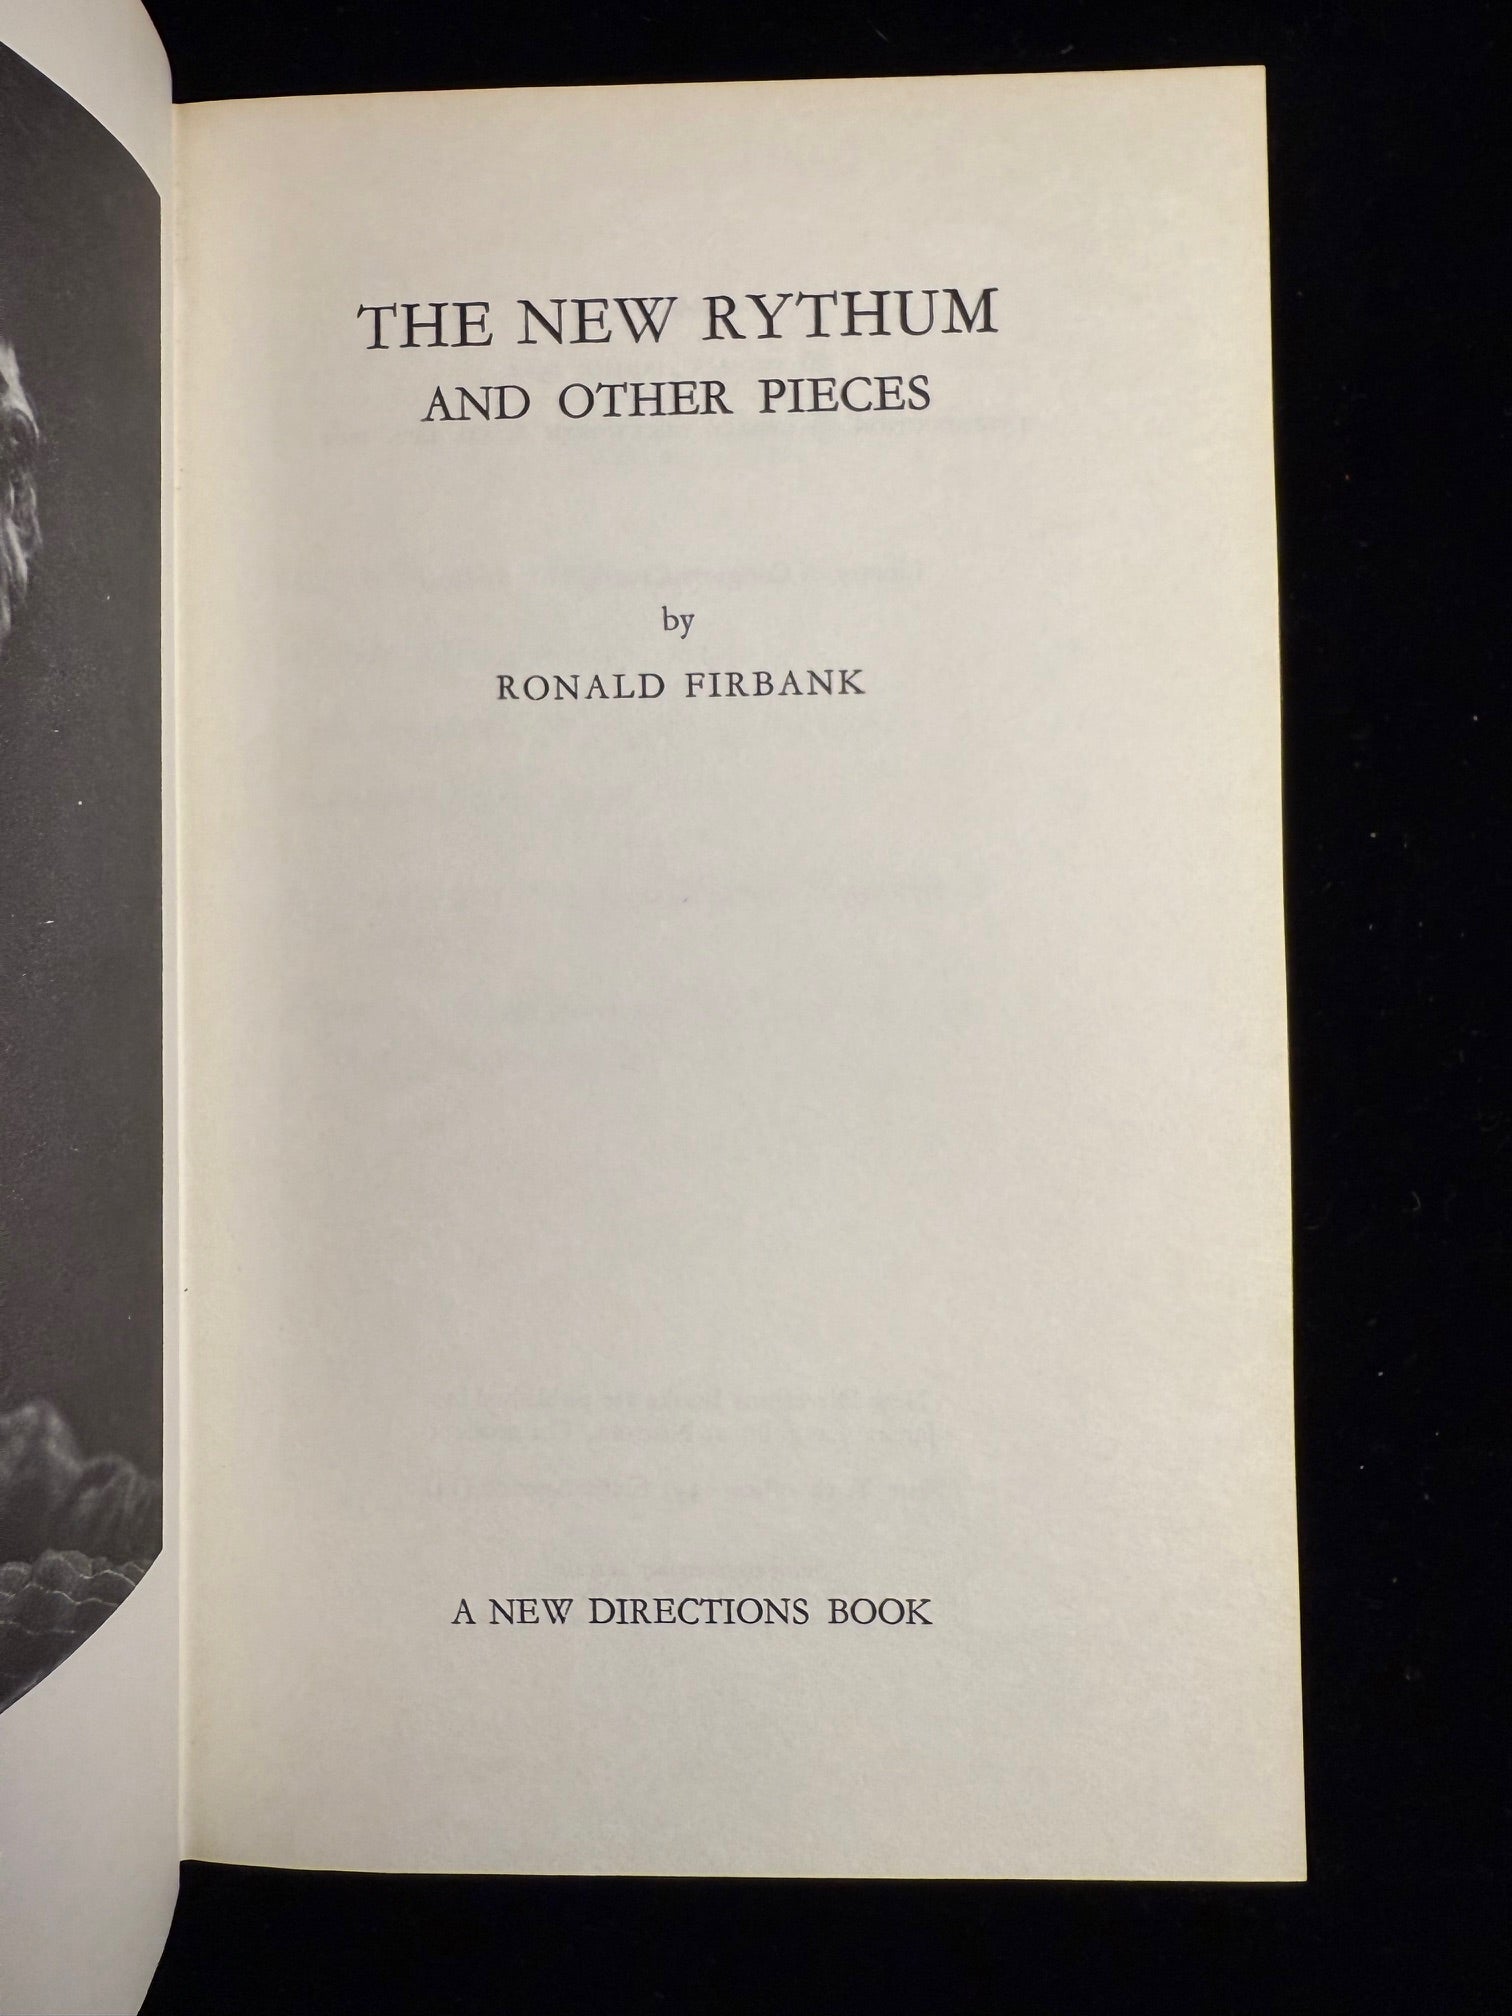 THE NEW RYTHUM
AND OTHER PIECES
by
RONALD FIRBANK
A NEW DIRECTIONS BOOK